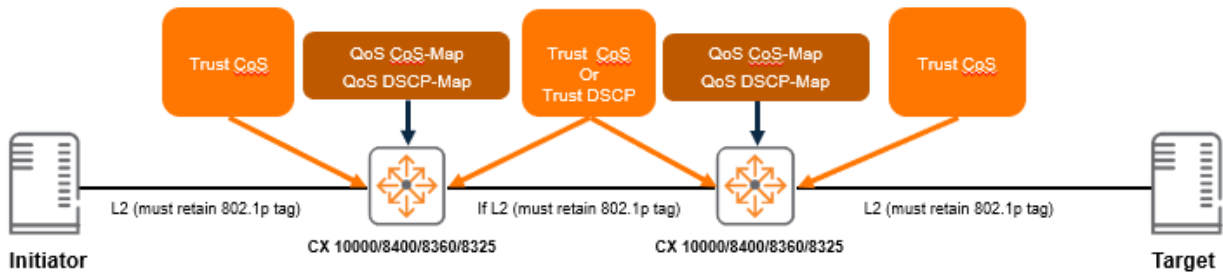 Trust CoS
QoS CoS-Map
QoS DSCP-Map
Trust CoS
Or
Trust DSCP
QoS CoS-Map
QoS DSCP-Map
Trust CoS
L2 (must retain 802.1p tag)
If L2 (must retain 802.1p tag)
L2 (must retain 802.1p tag)
CX 10000/8400/8360/8325
CX 10000/8400/8360/8325
Initiator
Target